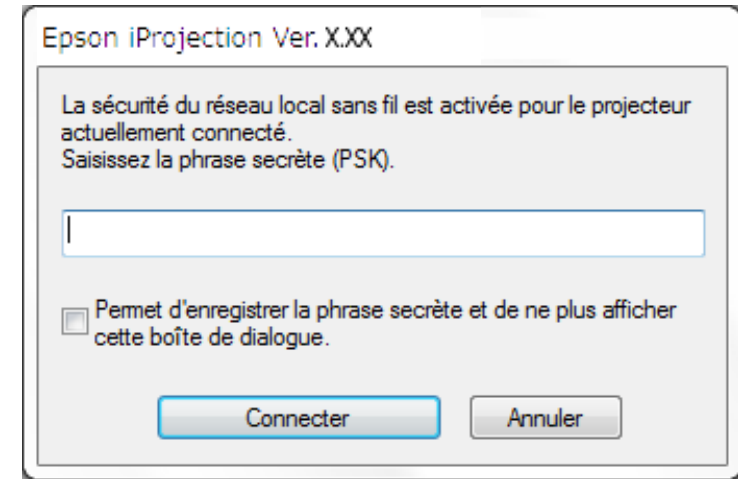 Epson iProjection Ver. X.XX
La sécurité du réseau local sans fil est activée pour le projecteur
actuellement connecté.
Saisissez la phrase secrète (PSK).
Permet d'enregistrer la phrase secrète et de ne plus afficher
cette boîte de dialogue.
Connecter
Annuler